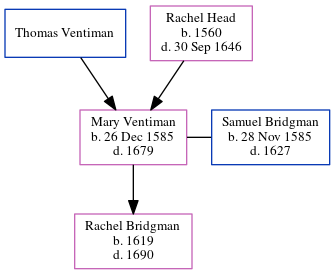 Thomas Ventiman
Rachel Head
b. 1560
d. 30 Sep 1646
Mary Ventiman
b. 26 Dec 1585
d. 1679
Samuel Bridgman
b. 28 Nov 1585
d. 1627
Rachel Bridgman
b. 1619
d. 1690